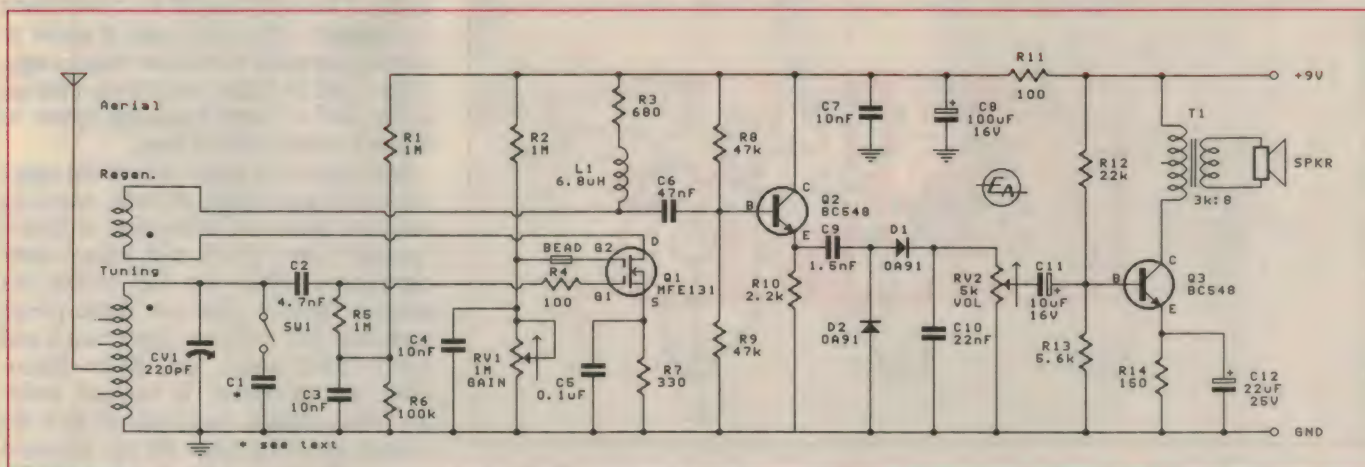 Aerial
Regen.
Tuning
CV1
220pF
SW1
C1
*
C2
4.7nF
R5
1M
C3
10nF
R1
1M
R6
100k
* see text
R2
1M
C4
10nF
RV1
1M
GAIN
BEAD
G2
R4
100
G1
D
S
Q1
MFE131
C5
0.1uF
R7
330
R3
680
L1
6.8uH
C6
47nF
R8
47k
R9
47k
B
C
E
Q2
BC548
R10
2.2k
C9
1.5nF
D1
OA91
D2
OA91
C7
10nF
C8
100uF
16V
+
R11
100
EA
C10
22nF
RV2
5k
VOL
C11
+
10uF
16V
R12
22k
R13
5.6k
B
C
E
Q3
BC548
R14
150
C12
22uF
25V
+
T1
3k:8
SPKR
+9V
GND